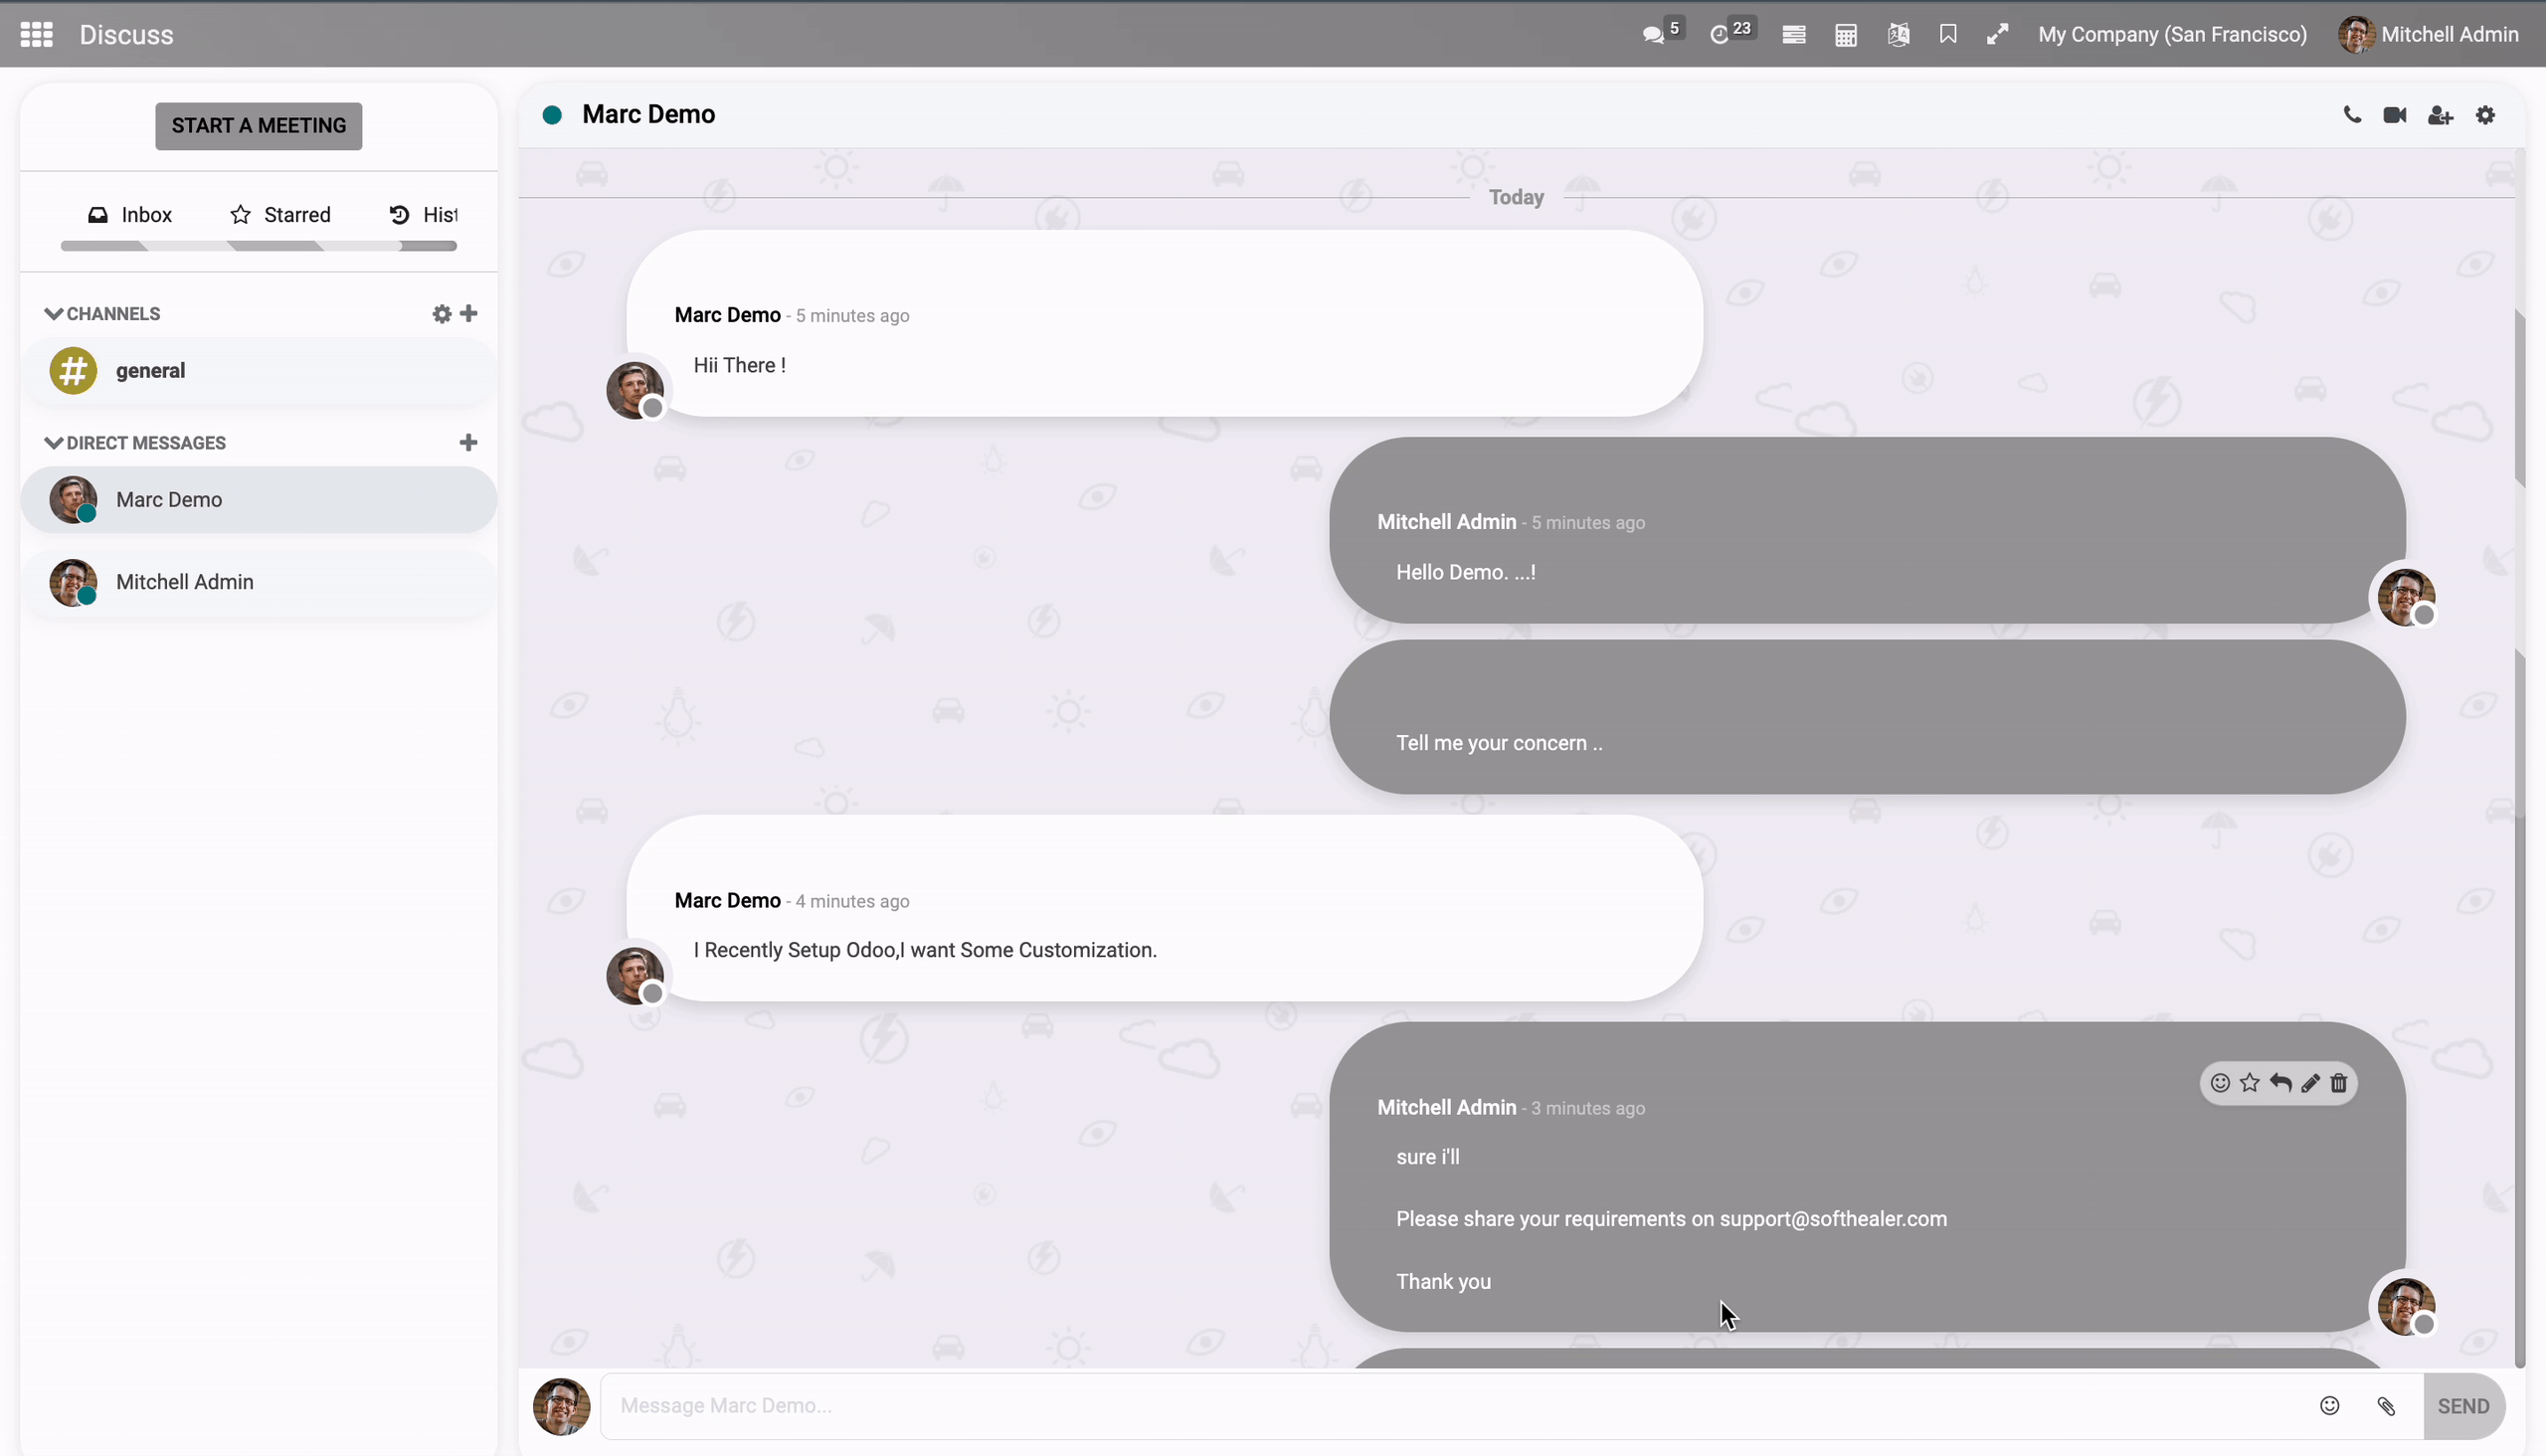 Discuss
5
23
My Company (San Francisco)
Mitchell Admin
START A MEETING
Inbox
Starred
Hist
CHANNELS
# general
DIRECT MESSAGES
Marc Demo
Mitchell Admin
Marc Demo
Today
Marc Demo - 5 minutes ago
Hii There !
Mitchell Admin - 5 minutes ago
Hello Demo. ...!
Tell me your concern ..
Marc Demo - 4 minutes ago
I Recently Setup Odoo,I want Some Customization.
Mitchell Admin - 3 minutes ago
sure i'll
Please share your requirements on support@softhealer.com
Thank you
Message Marc Demo...
SEND